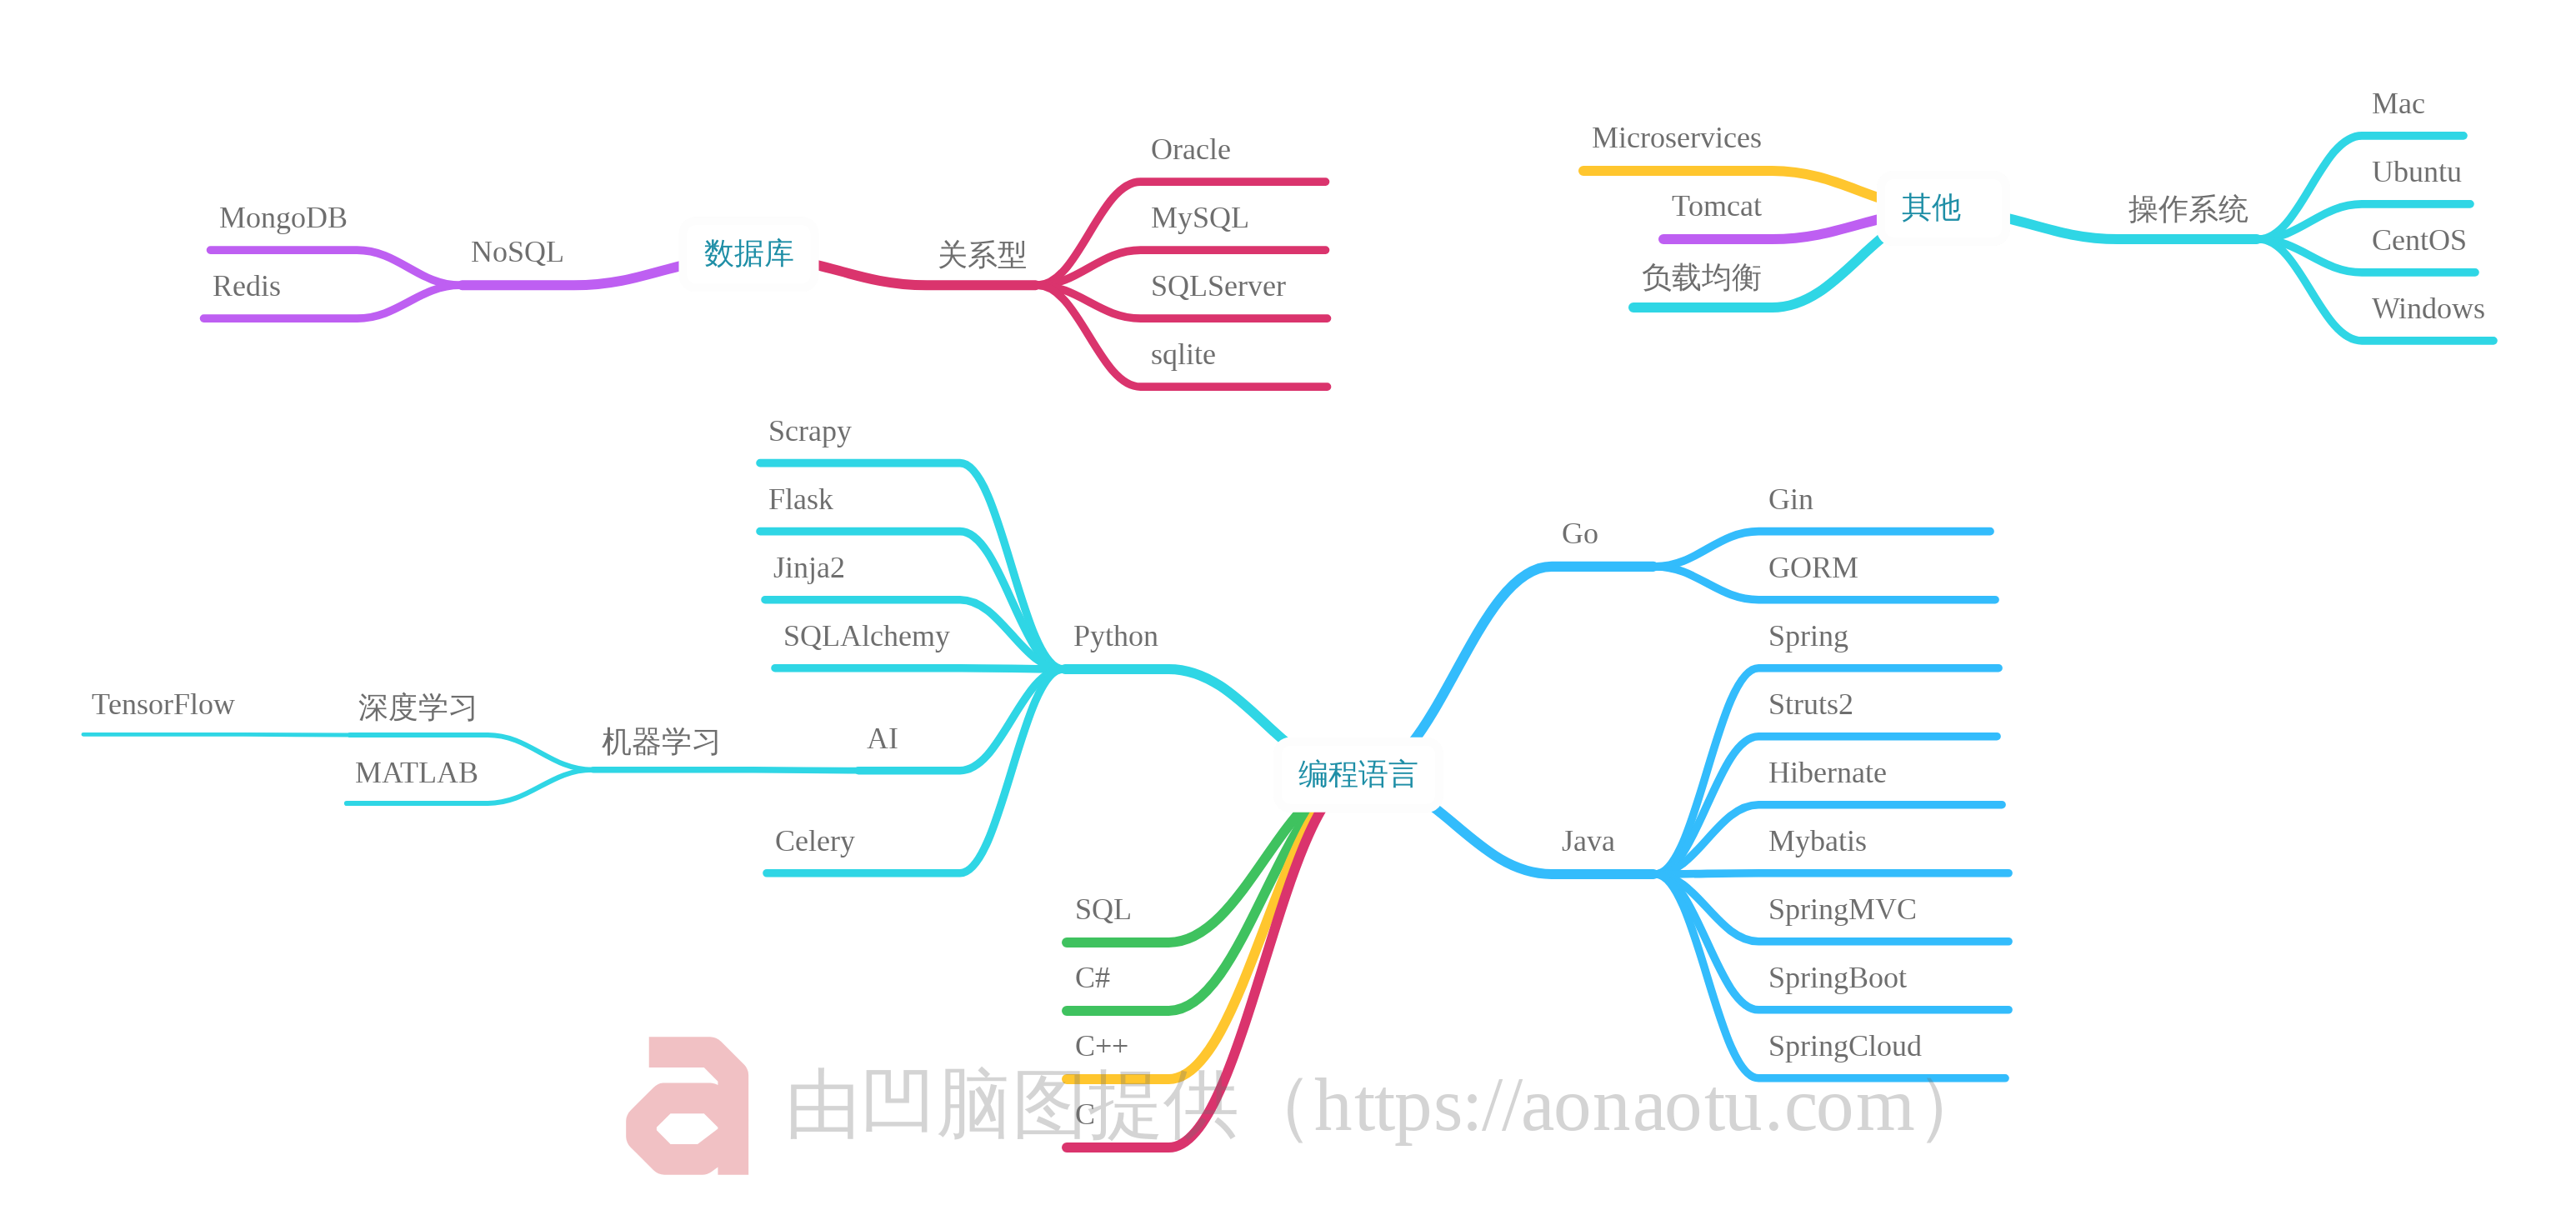 MongoDB
Redis
NoSQL
数据库
关系型
Oracle
MySQL
SQLServer
sqlite
Microservices
Tomcat
负载均衡
其他
操作系统
Mac
Ubuntu
CentOS
Windows
Scrapy
Flask
Jinja2
SQLAlchemy
Python
TensorFlow
深度学习
MATLAB
机器学习
AI
Celery
编程语言
SQL
C#
C++
C
Go
Gin
GORM
Java
Spring
Struts2
Hibernate
Mybatis
SpringMVC
SpringBoot
SpringCloud
由凹脑图提供（https://aonaotu.com）